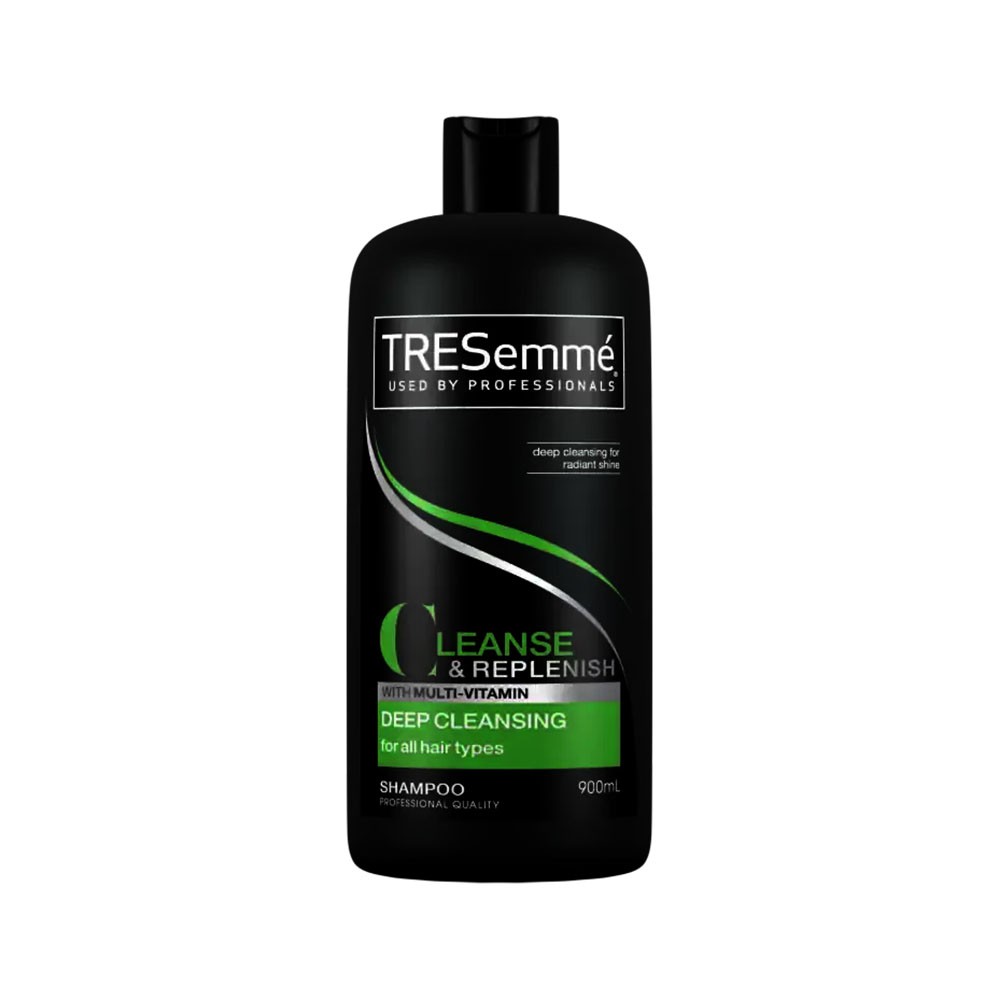 TRESemmé®
USED BY PROFESSIONALS
deep cleansing for
radiant shine
CLEANSE
& REPLENISH
WITH MULTI-VITAMIN
DEEP CLEANSING
for all hair types
SHAMPOO 900mL
PROFESSIONAL QUALITY